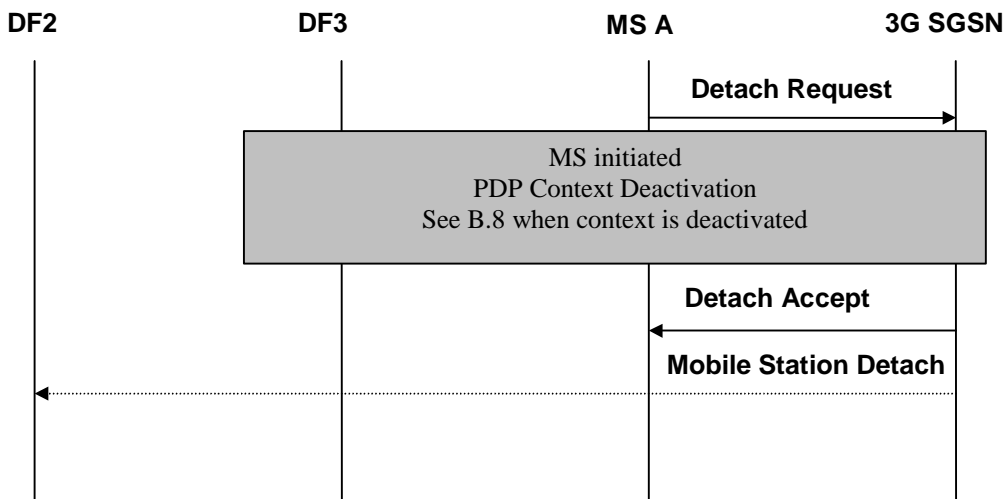 DF2 DF3 MS A 3G SGSN
Detach Request
MS initiated
PDP Context Deactivation
See B.8 when context is deactivated
Detach Accept
Mobile Station Detach